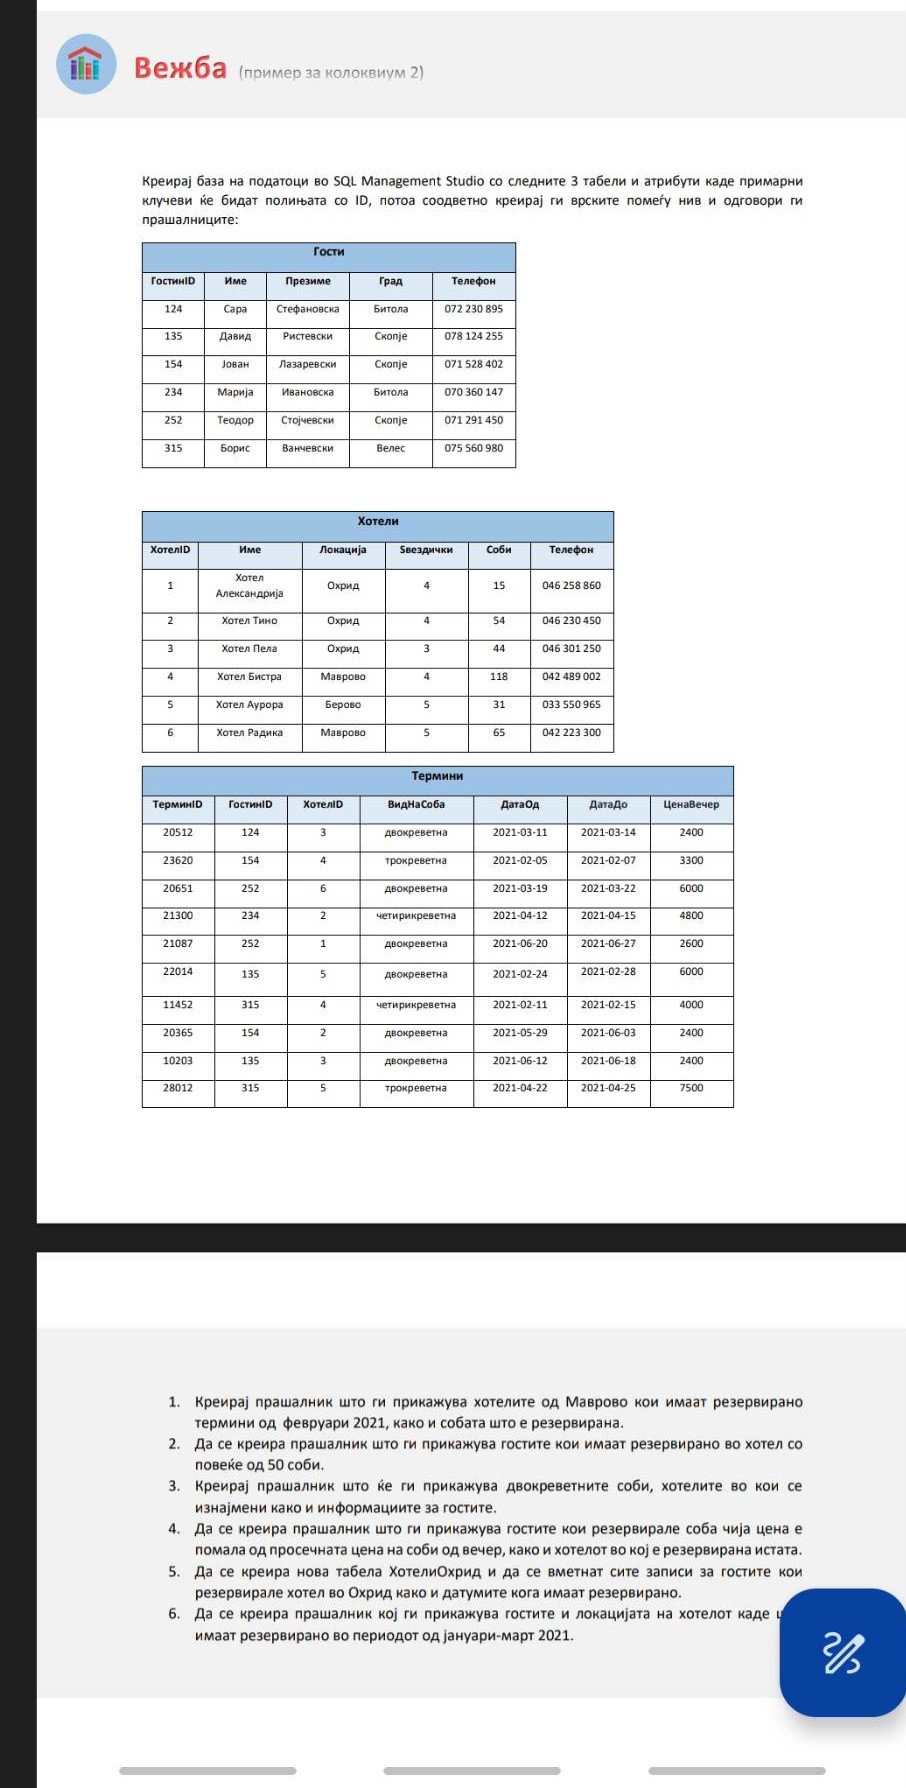 Вежба (пример за колоквиум 2)
Креирај база на податоци во SQL Management Studio со следните 3 табели и атрибути каде примарни
клучеви ќе бидат полињата со ID, потоа соодветно креирај ги врските помеѓу нив и одговори ги
прашалниците:
Гости
ГостинID Име Презиме Град Телефон
124 Сара Стефановска Битола 072 230 895
135 Давид Ристевски Скопје 078 124 255
154 Јован Лазаревски Скопје 071 528 402
234 Марија Ивановска Битола 070 360 147
252 Теодор Стојчевски Скопје 071 291 450
315 Борис Ванчевски Велес 075 560 980
Хотели
ХотелID Име Локација Ѕвездички Соби Телефон
1 Хотел Александрија Охрид 4 15 046 258 860
2 Хотел Тино Охрид 4 54 046 230 450
3 Хотел Пела Охрид 3 44 046 301 250
4 Хотел Бистра Маврово 4 118 042 489 002
5 Хотел Аурора Берово 5 31 033 550 965
6 Хотел Радика Маврово 5 65 042 223 300
Термини
ТерминID ГостинID ХотелID ВидНаСоба ДатаОд ДатаДо ЦенаВечер
20512 124 3 двокреветна 2021-03-11 2021-03-14 2400
23620 154 4 трокреветна 2021-02-05 2021-02-07 3300
20651 252 6 двокреветна 2021-03-19 2021-03-22 6000
21300 234 2 четирикреветна 2021-04-12 2021-04-15 4800
21087 252 1 двокреветна 2021-06-20 2021-06-27 2600
22014 135 5 двокреветна 2021-02-24 2021-02-28 6000
11452 315 4 четирикреветна 2021-02-11 2021-02-15 4000
20365 154 2 двокреветна 2021-05-29 2021-06-03 2400
10203 135 3 двокреветна 2021-06-12 2021-06-18 2400
28012 315 5 трокреветна 2021-04-22 2021-04-25 7500
1. Креирај прашалник што ги прикажува хотелите од Маврово кои имаат резервирано
термини од февруари 2021, како и собата што е резервирана.
2. Да се креира прашалник што ги прикажува гостите кои имаат резервирано во хотел со
повеќе од 50 соби.
3. Креирај прашалник што ќе ги прикажува двокреветните соби, хотелите во кои се
изнајмени како и информациите за гостите.
4. Да се креира прашалник што ги прикажува гостите кои резервирале соба чија цена е
помала од просечната цена на соби од вечер, како и хотелот во кој е резервирана истата.
5. Да се креира нова табела ХотелиОхрид и да се вметнат сите записи за гостите кои
резервирале хотел во Охрид како и датумите кога имаат резервирано.
6. Да се креира прашалник кој ги прикажува гостите и локацијата на хотелот каде
имаат резервирано во периодот од јануари-март 2021.